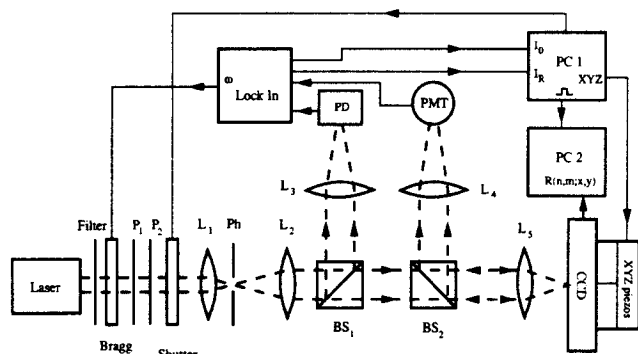 I₀
PC 1
XYZ
I_R
ω
Lock In
PD
PMT
PC 2
R(n,m;x,y)
L₃
L₄
Filter
P₁
P₂
L₁
Ph
L₂
L₅
Laser
CCD
XYZ piezos
BS₁
BS₂
Bragg
Shutter